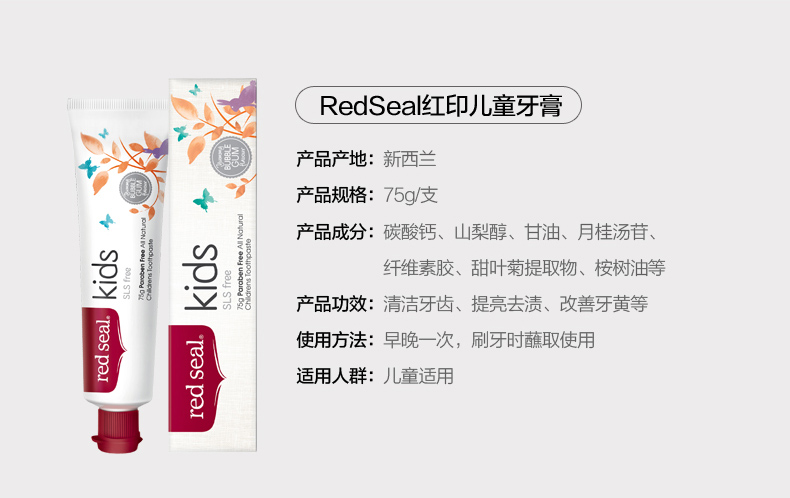 RedSeal红印儿童牙膏
产品产地：新西兰
产品规格：75g/支
产品成分：碳酸钙、山梨醇、甘油、月桂汤苷、
纤维素胶、甜叶菊提取物、桉树油等
产品功效：清洁牙齿、提亮去渍、改善牙黄等
使用方法：早晚一次，刷牙时蘸取使用
适用人群：儿童适用
BUBBLE
GUM
kids
SLS free
75g Paraben Free All Natural
Childrens Toothpaste
red seal
BUBBLE
GUM
kids
SLS free
75g Paraben Free All Natural
Childrens Toothpaste
red seal